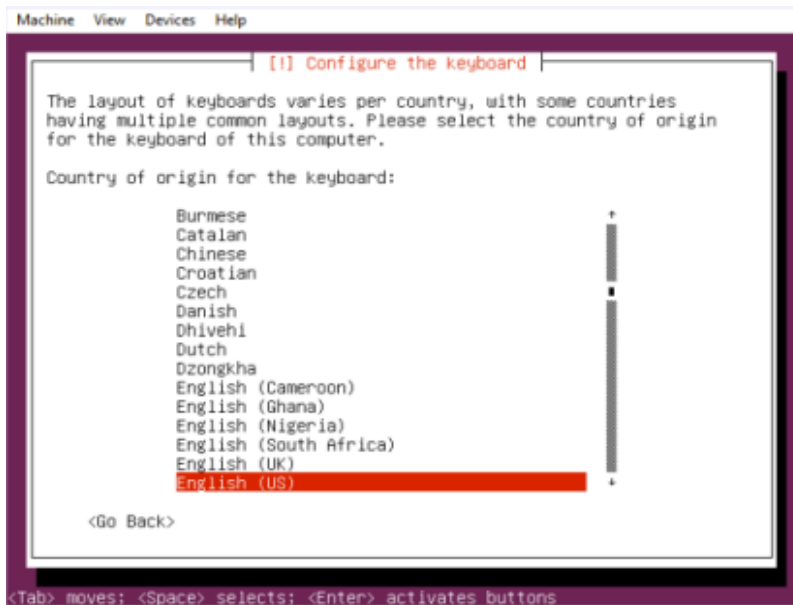 Machine View Devices Help
[!] Configure the keyboard
The layout of keyboards varies per country, with some countries
having multiple common layouts. Please select the country of origin
for the keyboard of this computer.
Country of origin for the keyboard:
Burmese
Catalan
Chinese
Croatian
Czech
Danish
Dhivehi
Dutch
Dzongkha
English (Cameroon)
English (Ghana)
English (Nigeria)
English (South Africa)
English (UK)
English (US)
<Go Back>
<Tab> moves; <Space> selects; <Enter> activates buttons